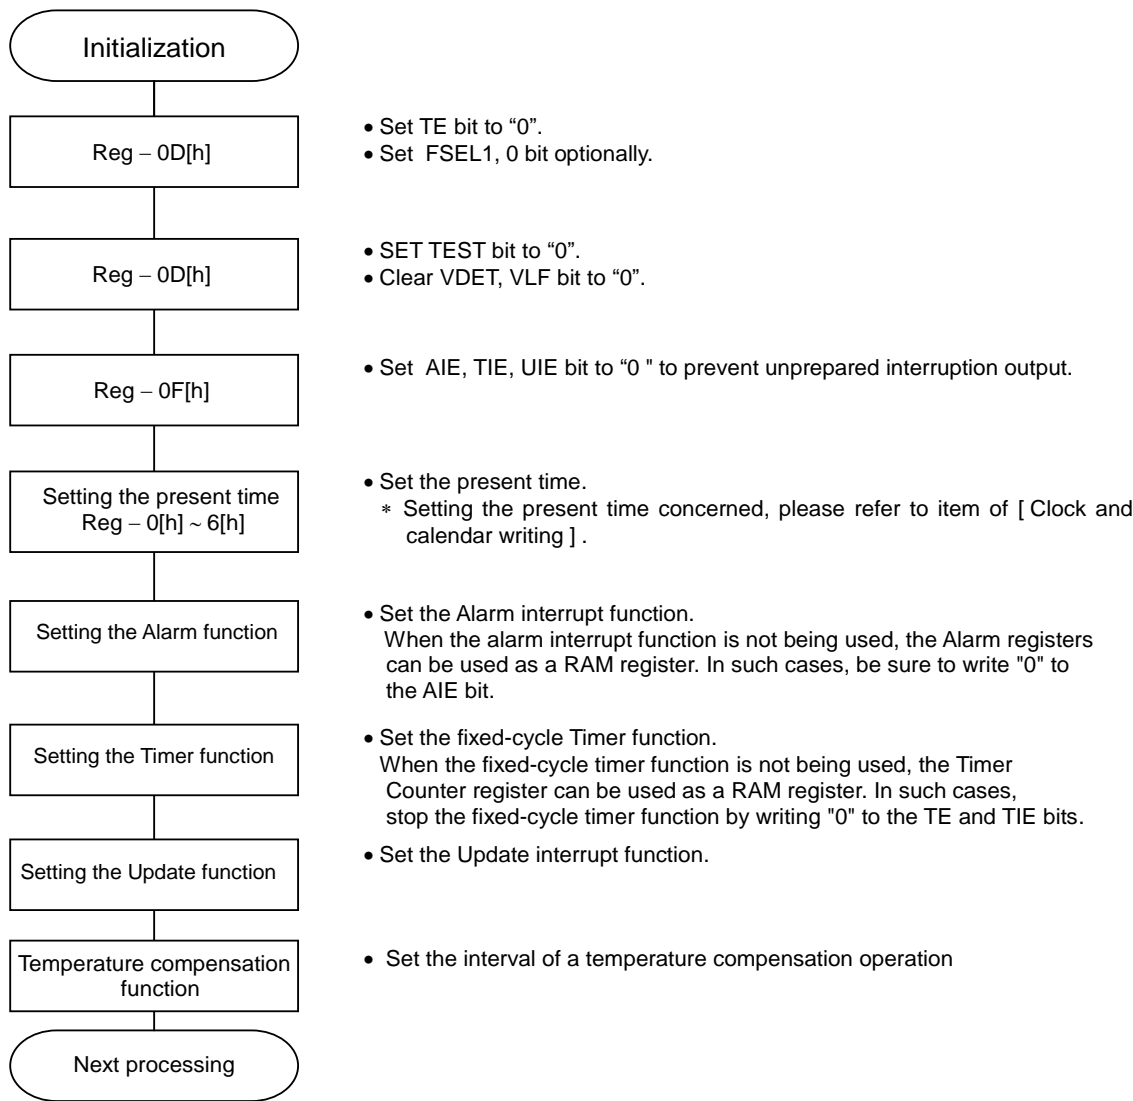 Initialization
Reg – 0D[h]
• Set TE bit to “0”.
• Set FSEL1, 0 bit optionally.
Reg – 0D[h]
• SET TEST bit to “0”.
• Clear VDET, VLF bit to “0”.
Reg – 0F[h]
• Set AIE, TIE, UIE bit to “0 " to prevent unprepared interruption output.
Setting the present time
Reg – 0[h] ~ 6[h]
• Set the present time.
* Setting the present time concerned, please refer to item of [ Clock and
calendar writing ] .
Setting the Alarm function
• Set the Alarm interrupt function.
When the alarm interrupt function is not being used, the Alarm registers
can be used as a RAM register. In such cases, be sure to write "0" to
the AIE bit.
Setting the Timer function
• Set the fixed-cycle Timer function.
When the fixed-cycle timer function is not being used, the Timer
Counter register can be used as a RAM register. In such cases,
stop the fixed-cycle timer function by writing "0" to the TE and TIE bits.
Setting the Update function
• Set the Update interrupt function.
Temperature compensation
function
• Set the interval of a temperature compensation operation
Next processing